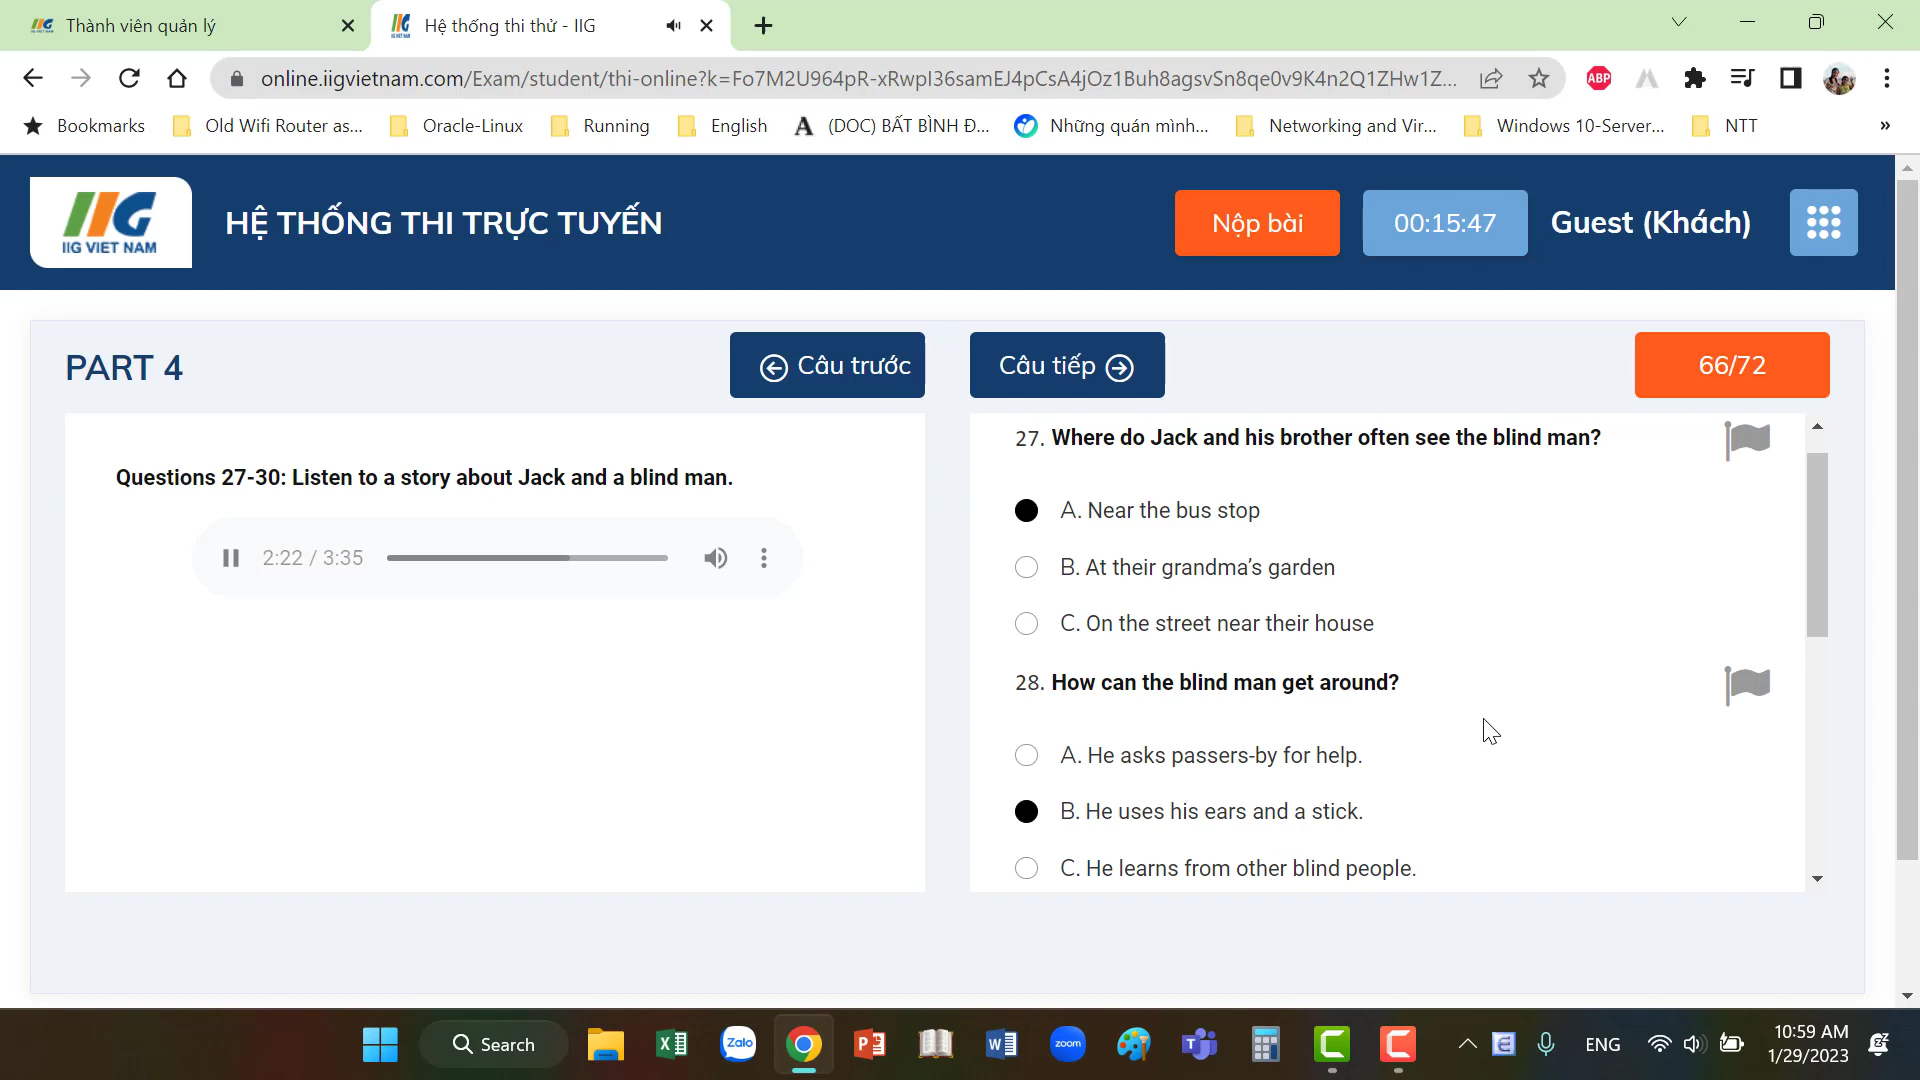 Thành viên quản lý
Hệ thống thi thử - IIG
online.iigvietnam.com/Exam/student/thi-online?k=Fo7M2U964pR-xRwpI36samEJ4pCsA4jOz1Buh8agsvSn8qe0v9K4n2Q1ZHw1Z...
ABP
Bookmarks
Old Wifi Router as...
Oracle-Linux
Running
English
(DOC) BẤT BÌNH Đ...
Những quán mình...
Networking and Vir...
Windows 10-Server...
NTT
IIG VIET NAM
HỆ THỐNG THI TRỰC TUYẾN
Nộp bài
00:15:47
Guest (Khách)
PART 4
Câu trước
Câu tiếp
66/72
Questions 27-30: Listen to a story about Jack and a blind man.
2:22 / 3:35
27. Where do Jack and his brother often see the blind man?
A. Near the bus stop
B. At their grandma’s garden
C. On the street near their house
28. How can the blind man get around?
A. He asks passers-by for help.
B. He uses his ears and a stick.
C. He learns from other blind people.
Search
Zalo
zoom
ENG
10:59 AM
1/29/2023